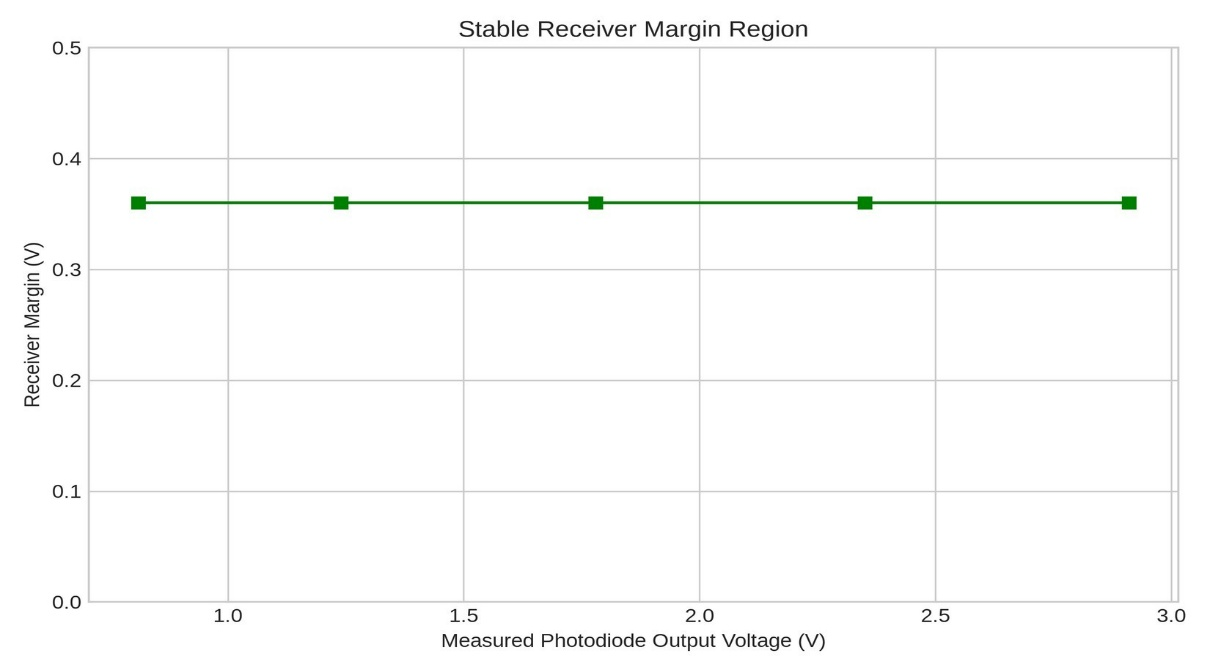 Stable Receiver Margin Region
0.5
0.4
0.3
0.2
0.1
0.0
Receiver Margin (V)
1.0 1.5 2.0 2.5 3.0
Measured Photodiode Output Voltage (V)